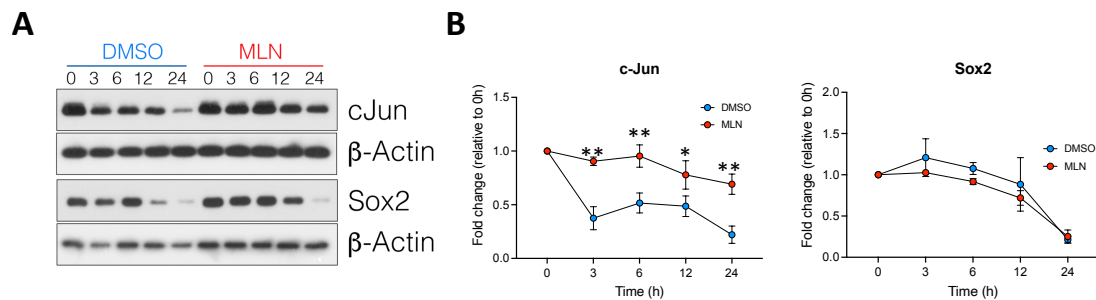 A
DMSO MLN
0 3 6 12 24 0 3 6 12 24
cJun
β-Actin
Sox2
β-Actin
B
c-Jun
Fold change (relative to 0h)
1.5
1.0
0.5
0.0
DMSO
MLN
** ** * **
0 3 6 12 24
Time (h)
Sox2
Fold change (relative to 0h)
2.0
1.5
1.0
0.5
0.0
DMSO
MLN
0 3 6 12 24
Time (h)